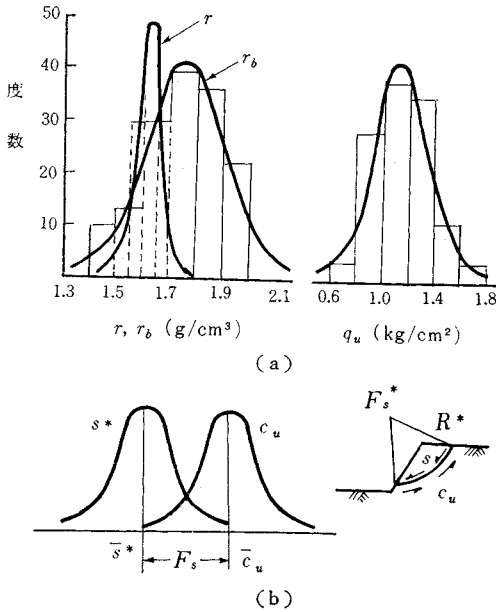 50
40
30
20
10
度
数
r
r_b
1.3 1.5 1.7 1.9 2.1
0.6 1.0 1.4 1.8
r, r_b (g/cm³)
q_u (kg/cm²)
(a)
s*
c_u
F_s*
R*
s
c_u
s̄*
F_s
c̄_u
(b)